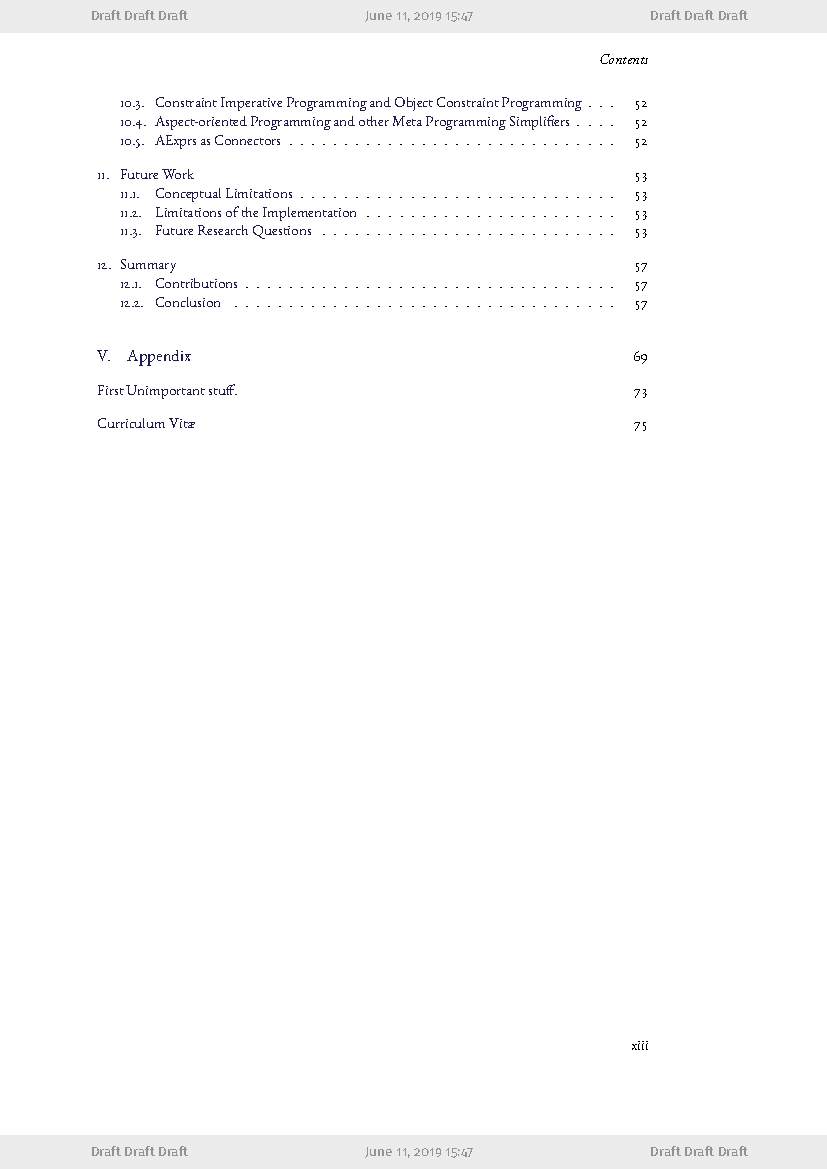 Draft Draft Draft June 11, 2019 15:47 Draft Draft Draft
Contents
10.3. Constraint Imperative Programming and Object Constraint Programming . . . 52
10.4. Aspect-oriented Programming and other Meta Programming Simplifiers . . . . 52
10.5. AExprs as Connectors . . . . . . . . . . . . . . . . . . . . . . . . . . . . . . 52
11. Future Work 53
11.1. Conceptual Limitations . . . . . . . . . . . . . . . . . . . . . . . . . . . . . 53
11.2. Limitations of the Implementation . . . . . . . . . . . . . . . . . . . . . . . 53
11.3. Future Research Questions . . . . . . . . . . . . . . . . . . . . . . . . . . . 53
12. Summary 57
12.1. Contributions . . . . . . . . . . . . . . . . . . . . . . . . . . . . . . . . . . 57
12.2. Conclusion . . . . . . . . . . . . . . . . . . . . . . . . . . . . . . . . . . . 57
V. Appendix 69
First Unimportant stuff. 73
Curriculum Vitæ 75
xiii
Draft Draft Draft June 11, 2019 15:47 Draft Draft Draft